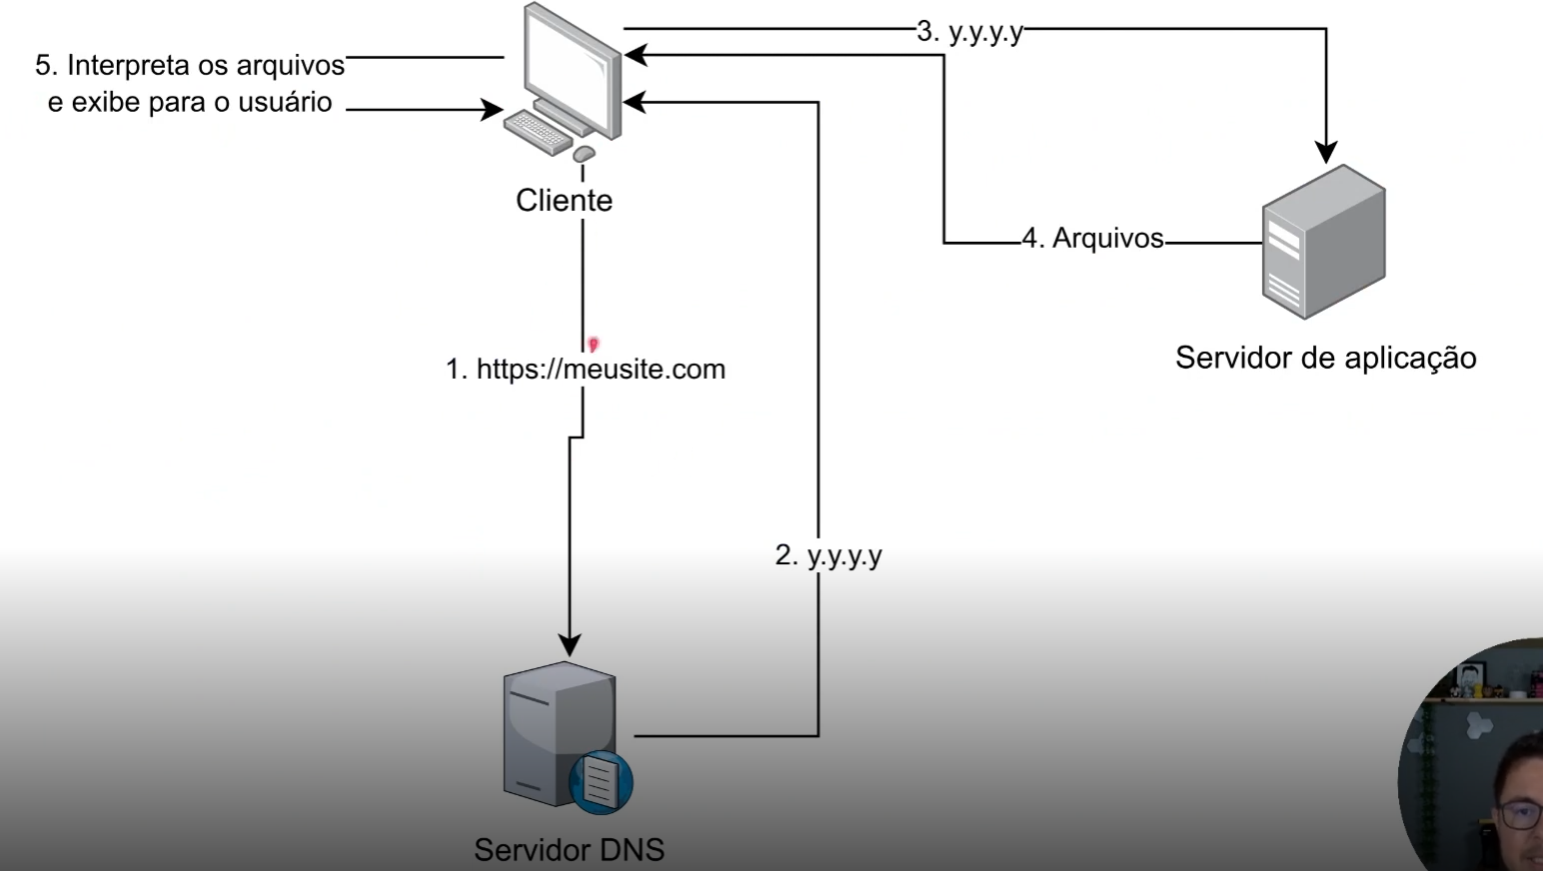 3. y.y.y.y
5. Interpreta os arquivos
e exibe para o usuário
Cliente
4. Arquivos
Servidor de aplicação
1. https://meusite.com
2. y.y.y.y
Servidor DNS